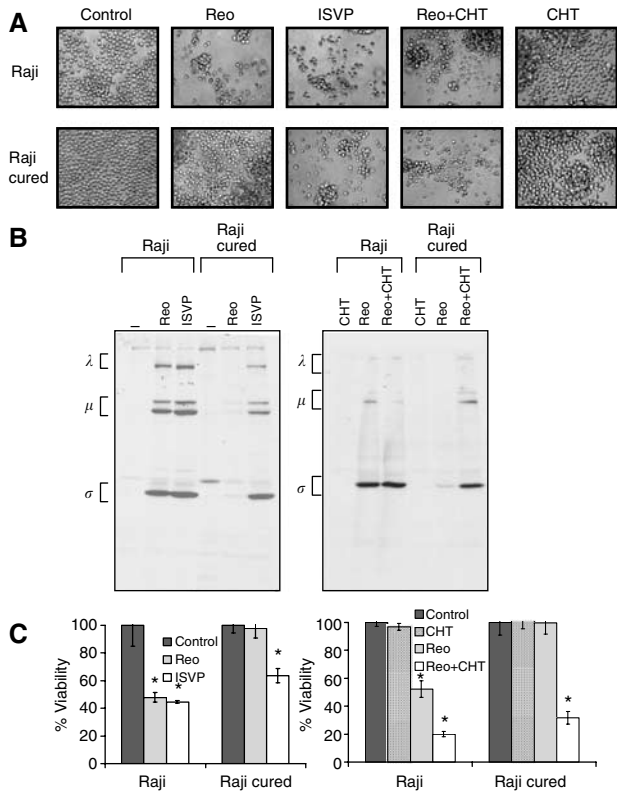 A
Control Reo ISVP Reo+CHT CHT
Raji
Raji
cured
B
Raji Raji
cured
Raji Raji
cured
– Reo ISVP – Reo ISVP
CHT Reo Reo+CHT CHT Reo Reo+CHT
λ
μ
σ
λ
μ
σ
C
% Viability
100
80
60
40
20
0
Control
Reo
ISVP
* * *
Raji Raji cured
% Viability
100
80
60
40
20
0
Control
CHT
Reo
Reo+CHT
* * *
Raji Raji cured